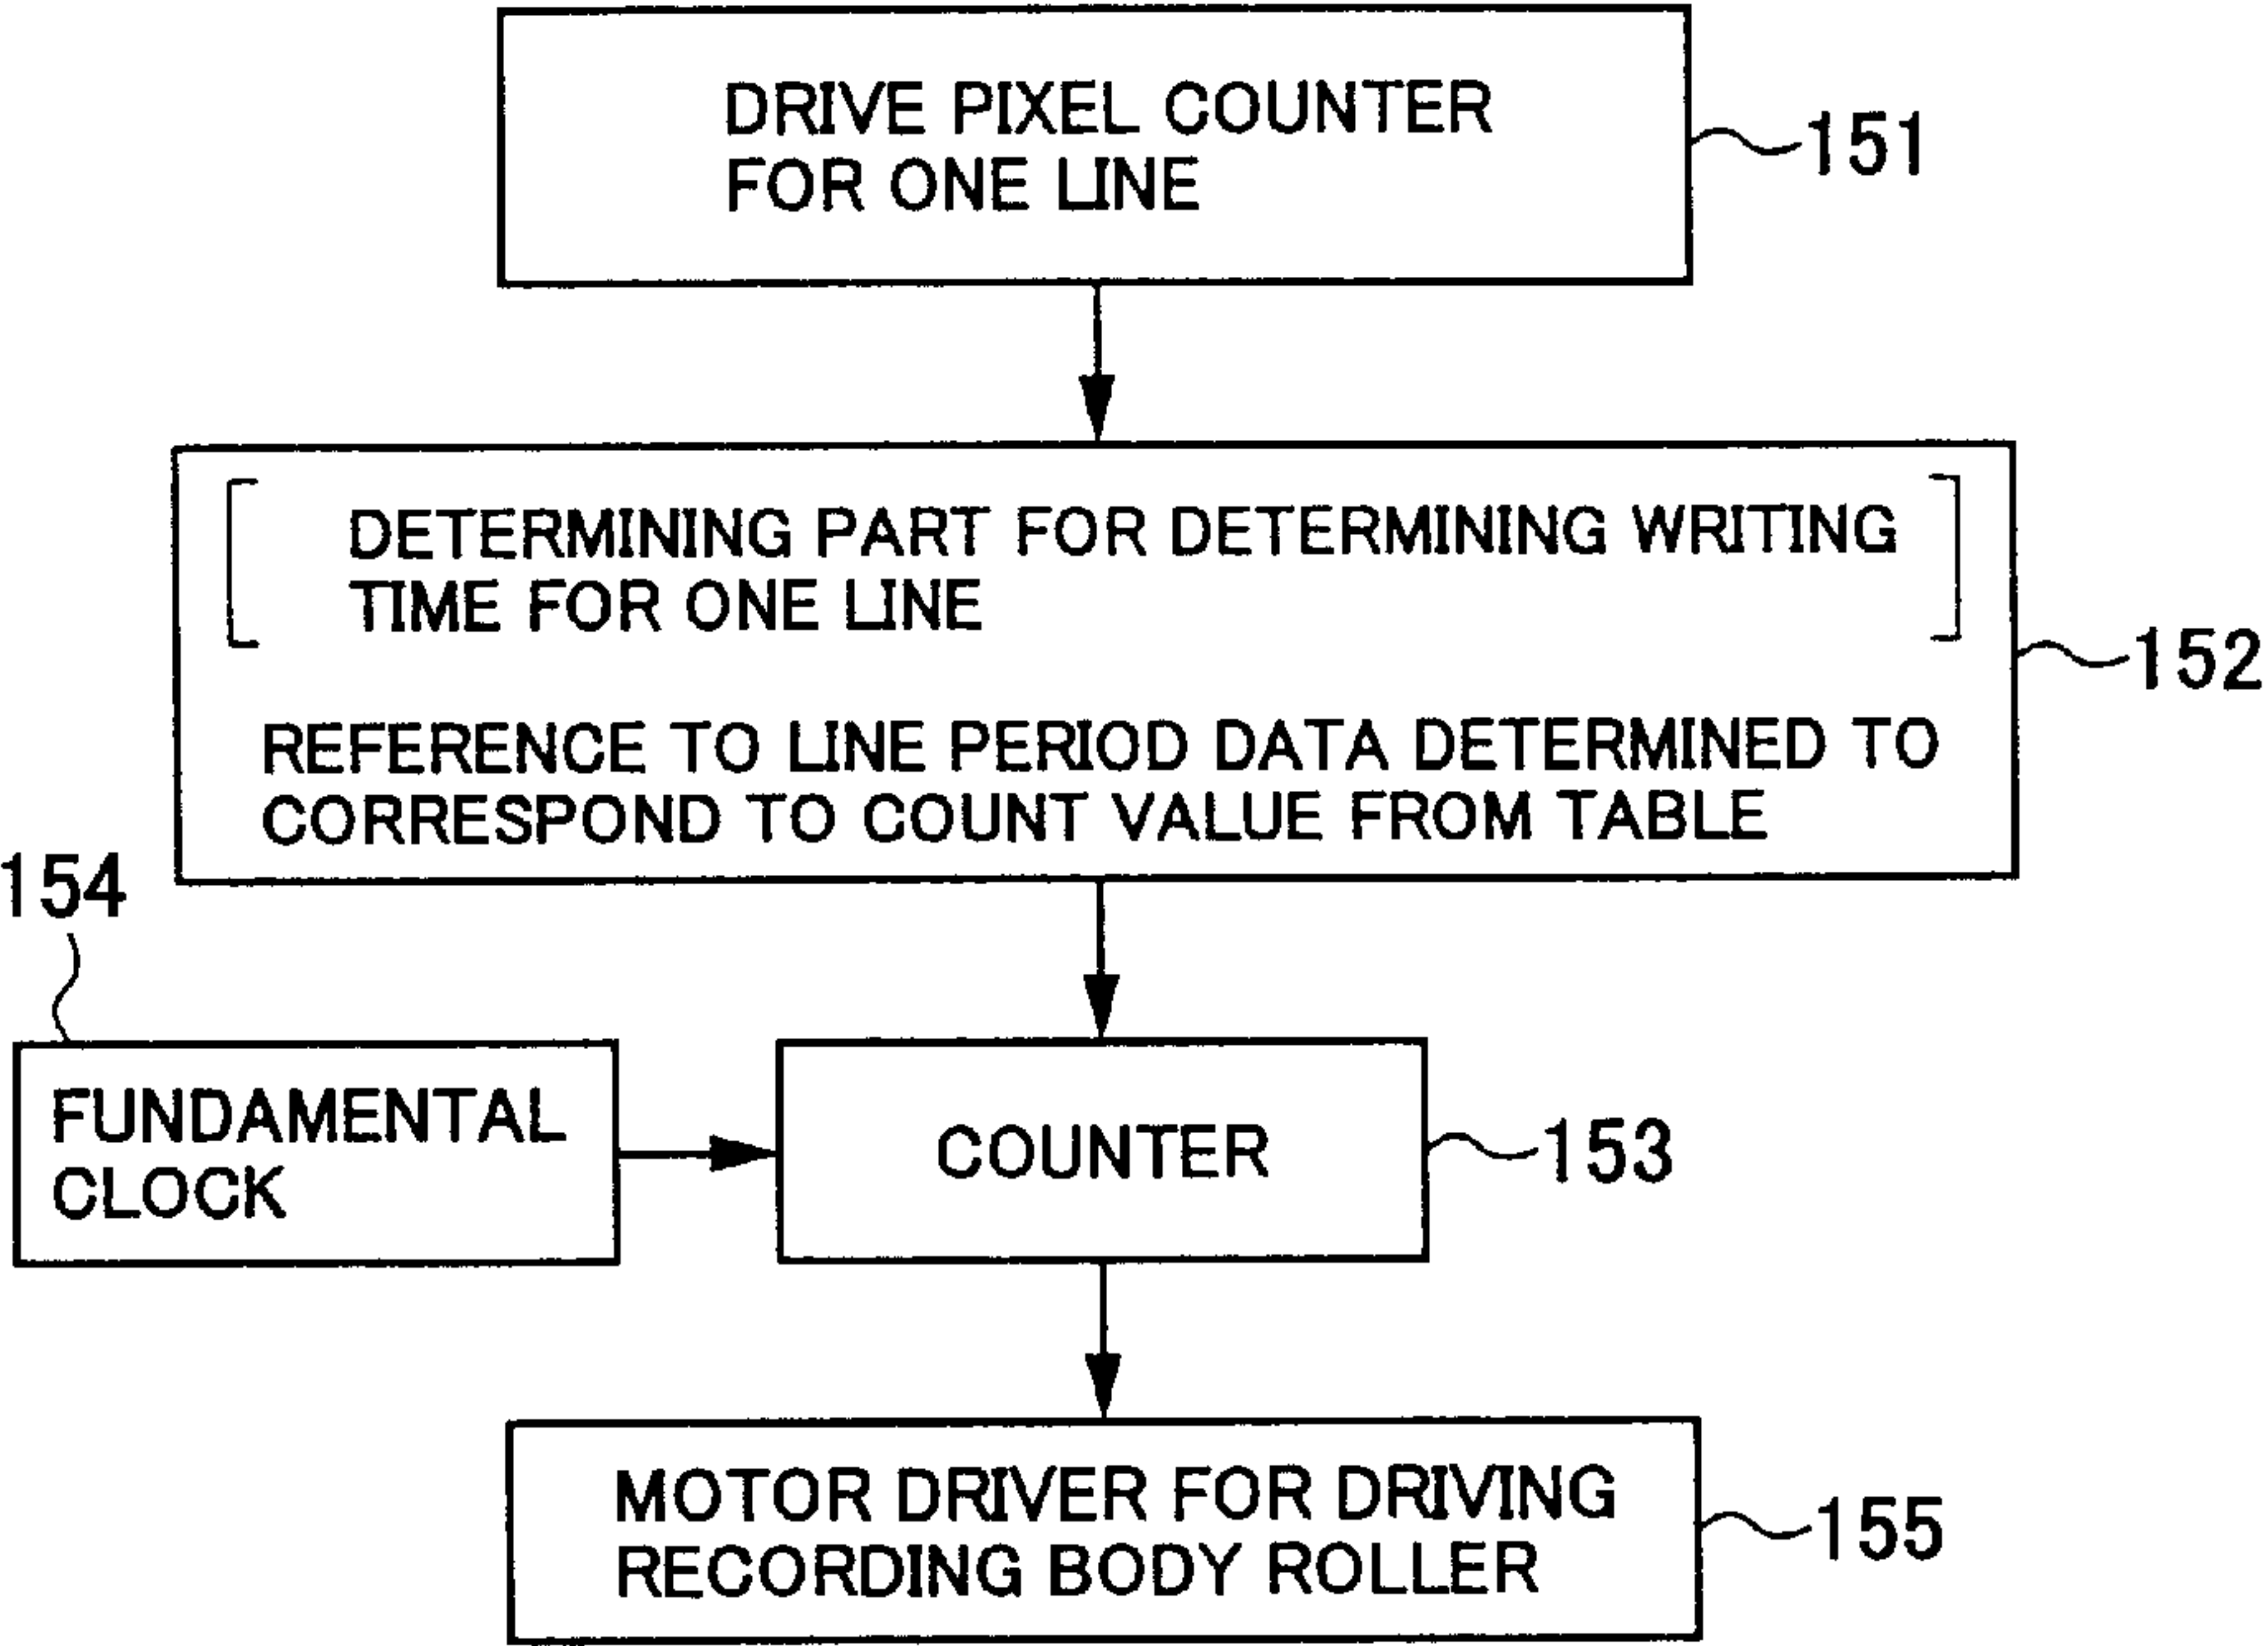 DRIVE PIXEL COUNTER
FOR ONE LINE
151
DETERMINING PART FOR DETERMINING WRITING
TIME FOR ONE LINE
152
REFERENCE TO LINE PERIOD DATA DETERMINED TO
CORRESPOND TO COUNT VALUE FROM TABLE
154
FUNDAMENTAL
CLOCK
COUNTER
153
MOTOR DRIVER FOR DRIVING
RECORDING BODY ROLLER
155